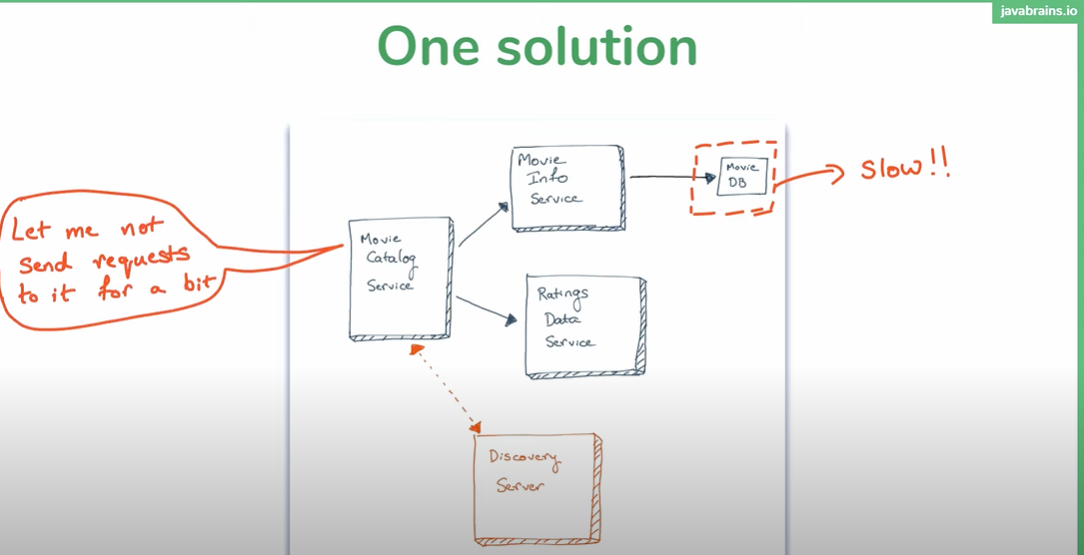 javabrains.io
One solution
Movie
Info
Service
Movie
DB
Slow!!
Let me not
send requests
to it for a bit
Movie
Catalog
Service
Ratings
Data
Service
Discovery
Server